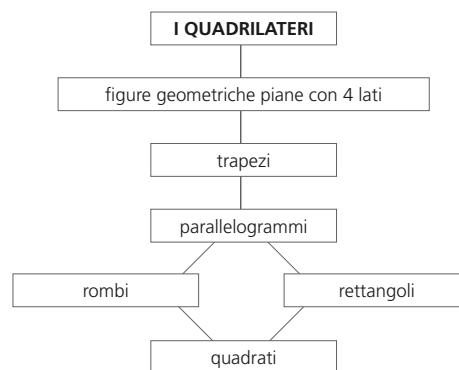 I QUADRILATERI
figure geometriche piane con 4 lati
trapezi
parallelogrammi
rombi
rettangoli
quadrati